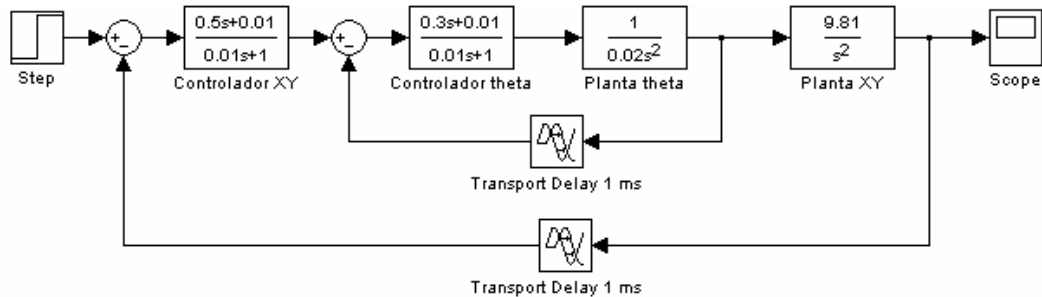 Step
+
−
0.5s+0.01
0.01s+1
Controlador XY
+
−
0.3s+0.01
0.01s+1
Controlador theta
1
0.02s²
Planta theta
9.81
s²
Planta XY
Scope
Transport Delay 1 ms
Transport Delay 1 ms